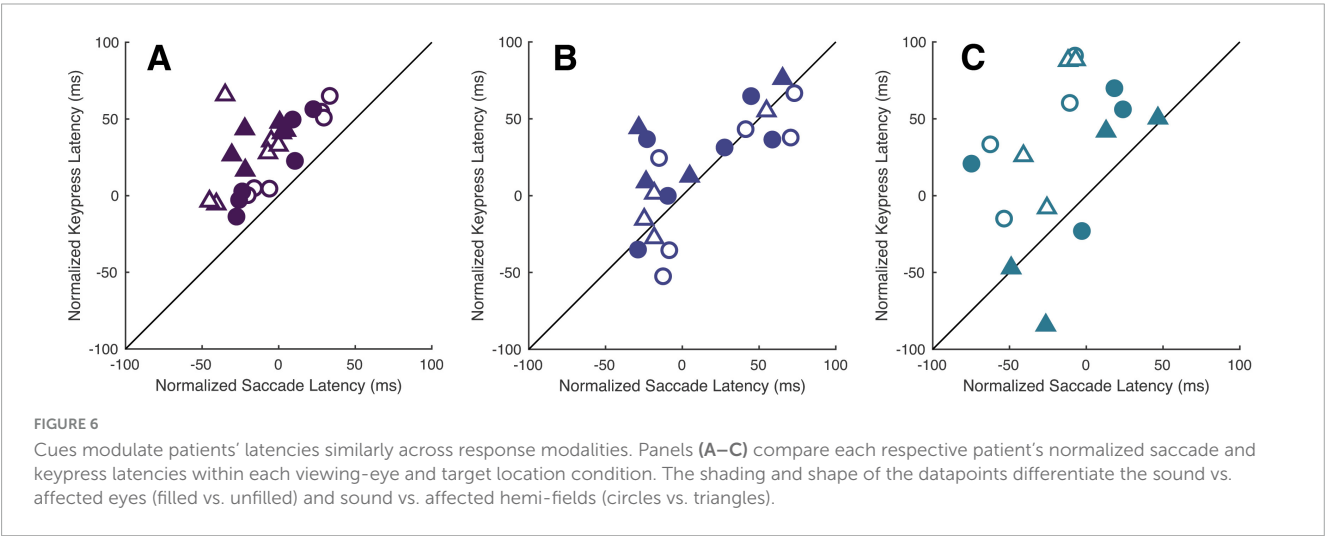 A
B
C
100
50
0
-50
-100
Normalized Keypress Latency (ms)
-100
-50
0
50
100
Normalized Saccade Latency (ms)
100
50
0
-50
-100
Normalized Keypress Latency (ms)
-100
-50
0
50
100
Normalized Saccade Latency (ms)
100
50
0
-50
-100
Normalized Keypress Latency (ms)
-100
-50
0
50
100
Normalized Saccade Latency (ms)
FIGURE 6
Cues modulate patients’ latencies similarly across response modalities. Panels (A–C) compare each respective patient’s normalized saccade and
keypress latencies within each viewing-eye and target location condition. The shading and shape of the datapoints differentiate the sound vs.
affected eyes (filled vs. unfilled) and sound vs. affected hemi-fields (circles vs. triangles).